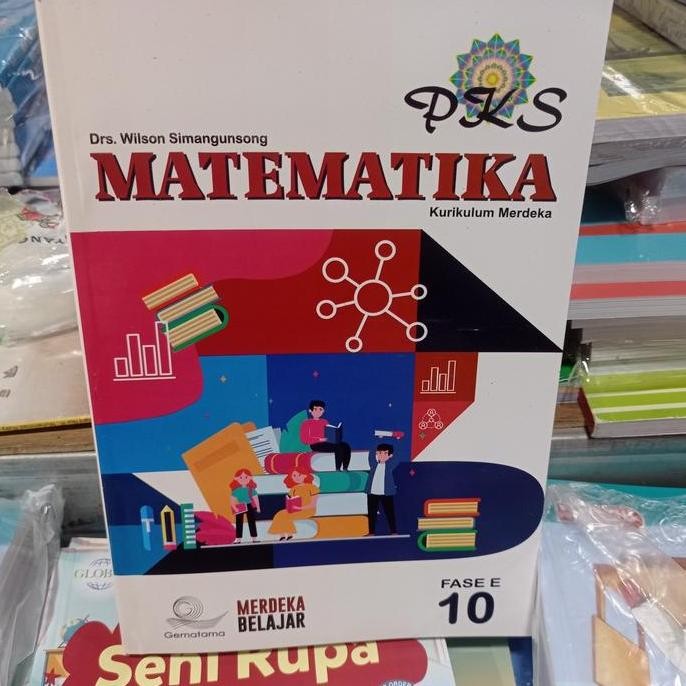 PKS
Drs. Wilson Simangunsong
MATEMATIKA
Kurikulum Merdeka
FASE E
10
Gematama
MERDEKA
BELAJAR
Seni Rupa